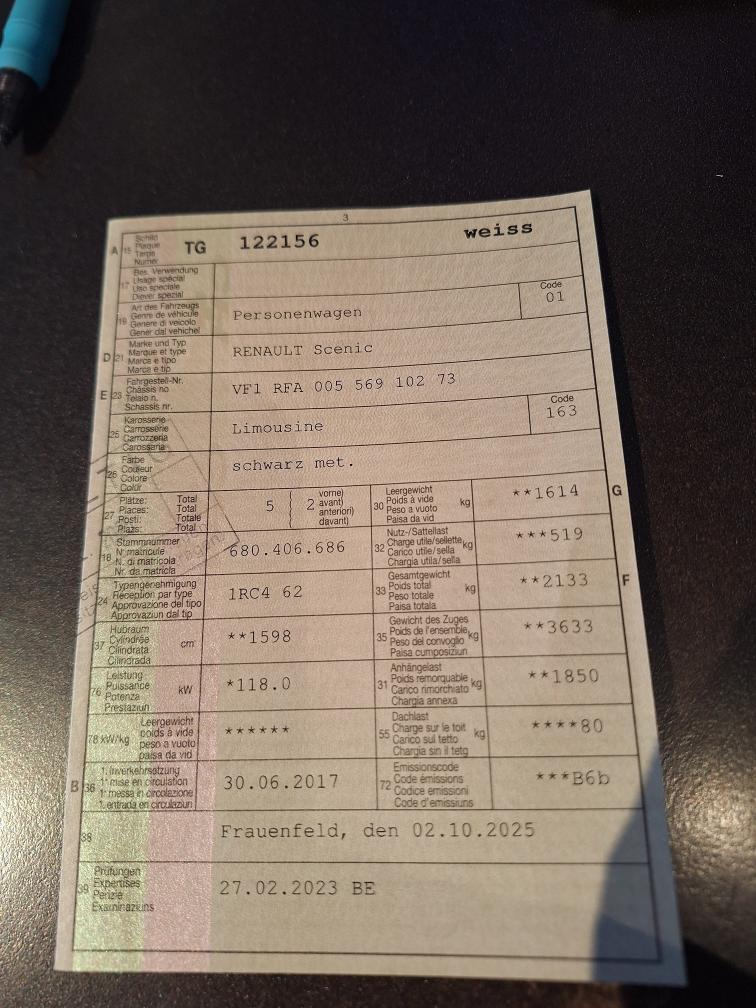 3
A 15 Schild Plaque Targa Numer TG 122156 weiss
17 Bes. Verwendung
Usage spécial
Uso speciale
Diever spezial
19 Art des Fahrzeugs
Genre de véhicule
Genere di veicolo
Gener dal vehichel
Personenwagen
Code
01
D 21 Marke und Typ
Marque et type
Marca e tipo
Marca e tip
RENAULT Scenic
E 23 Fahrgestell-Nr.
Châssis no
Telaio n.
Schassis nr.
VF1 RFA 005 569 102 73
25 Karosserie
Carrosserie
Carrozzeria
Carossaria
Limousine
Code
163
26 Farbe
Couleur
Colore
Colur
schwarz met.
27 Plätze: Total
Places: Total
Posti: Totale
Plazs: Total
5 2 vorne)
avant)
anteriori)
davant)
30 Leergewicht
Poids à vide
Peso a vuoto
Paisa da vid
kg
**1614
G
18 Stammnummer
N° matricule
N. di matricola
Nr. da matricla
680.406.686
32 Nutz-/Sattellast
Charge utile/sellette
Carico utile/sella
Chargia utila/sella
kg
***519
24 Typengenehmigung
Réception par type
Approvazione del tipo
Approvaziun dal tip
1RC4 62
33 Gesamtgewicht
Poids total
Peso totale
Paisa totala
kg
**2133
F
37 Hubraum
Cylindrée
Cilindrata
Cilindrada
cm³
**1598
35 Gewicht des Zuges
Poids de l'ensemble
Peso del convoglio
Paisa cumposiziun
kg
**3633
76 Leistung
Puissance
Potenza
Prestaziun
kW
*118.0
31 Anhängelast
Poids remorquable
Carico rimorchiato
Chargia annexa
kg
**1850
78 kW/kg Leergewicht
poids à vide
peso a vuoto
paisa da vid
******
55 Dachlast
Charge sur le toit
Carico sul tetto
Chargia sin il tetg
kg
****80
B 36 1. Inverkehrsetzung
1re mise en circulation
1a messa in circolazione
1. entrada en circulaziun
30.06.2017
72 Emissionscode
Code émissions
Codice emissioni
Code d'emissiuns
***B6b
38 Frauenfeld, den 02.10.2025
39 Prüfungen
Expertises
Perizie
Examinaziuns
27.02.2023 BE